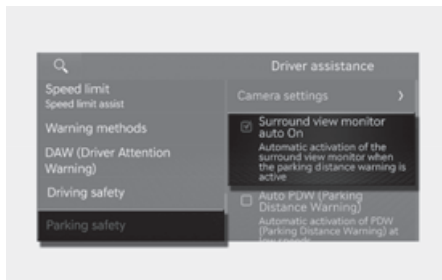 Driver assistance
Speed limit
Speed limit assist
Warning methods
DAW (Driver Attention
Warning)
Driving safety
Parking safety
Camera settings
Surround view monitor
auto On
Automatic activation of the
surround view monitor when
the parking distance warning is
active
Auto PDW (Parking
Distance Warning)
Automatic activation of PDW
(Parking Distance Warning) at
low speeds